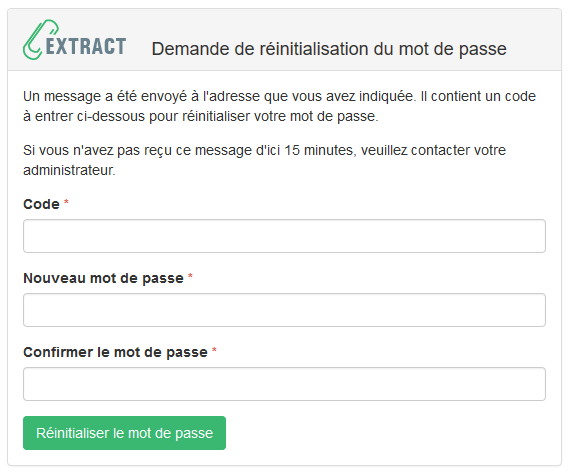 EXTRACT Demande de réinitialisation du mot de passe
Un message a été envoyé à l'adresse que vous avez indiquée. Il contient un code
à entrer ci-dessous pour réinitialiser votre mot de passe.
Si vous n'avez pas reçu ce message d'ici 15 minutes, veuillez contacter votre
administrateur.
Code *
Nouveau mot de passe *
Confirmer le mot de passe *
Réinitialiser le mot de passe